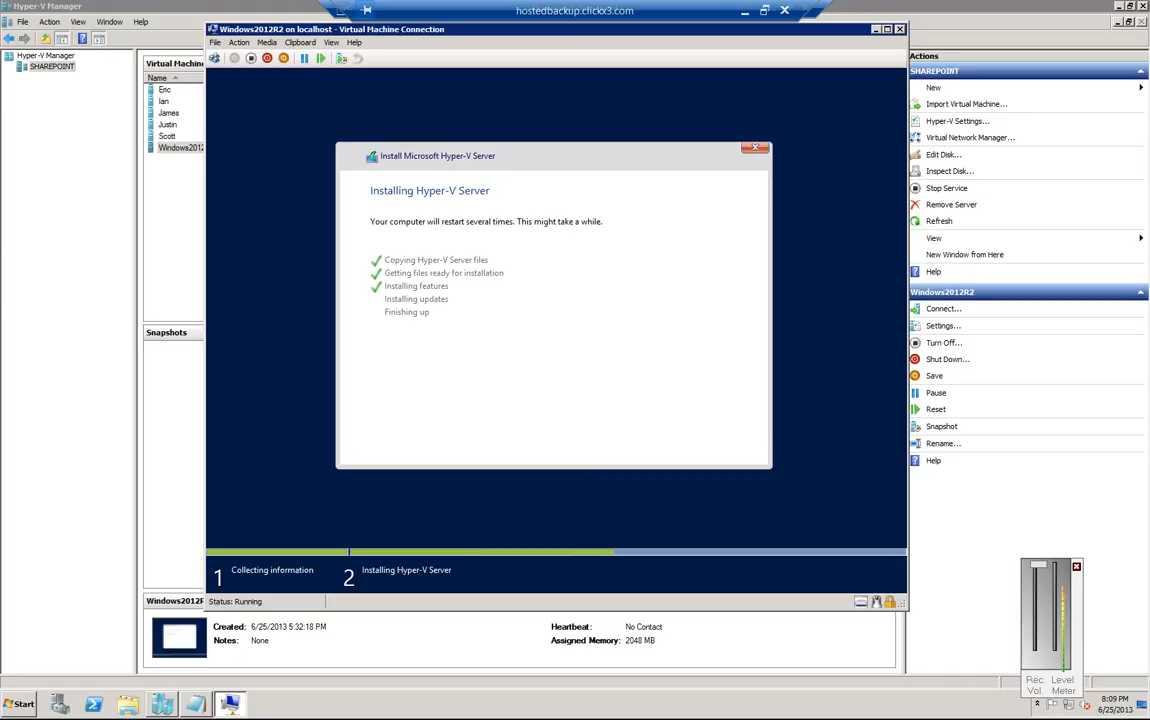 Hyper-V Manager
hostedbackup.clickx3.com
File Action View Window Help
Hyper-V Manager
SHAREPOINT
Virtual Machin
Name
Eric
Ian
James
Justin
Scott
Windows2012
Snapshots
Windows2012R2 on localhost - Virtual Machine Connection
File Action Media Clipboard View Help
Install Microsoft Hyper-V Server
Installing Hyper-V Server
Your computer will restart several times. This might take a while.
Copying Hyper-V Server files
Getting files ready for installation
Installing features
Installing updates
Finishing up
1 Collecting information
2 Installing Hyper-V Server
Status: Running
Windows2012R
Created: 6/25/2013 5:32:18 PM
Notes: None
Heartbeat: No Contact
Assigned Memory: 2048 MB
Actions
SHAREPOINT
New
Import Virtual Machine...
Hyper-V Settings...
Virtual Network Manager...
Edit Disk...
Inspect Disk...
Stop Service
Remove Server
Refresh
View
New Window from Here
Help
Windows2012R2
Connect...
Settings...
Turn Off...
Shut Down...
Save
Pause
Reset
Snapshot
Rename...
Help
Rec. Level
Vol. Meter
Start
8:09 PM
6/25/2013